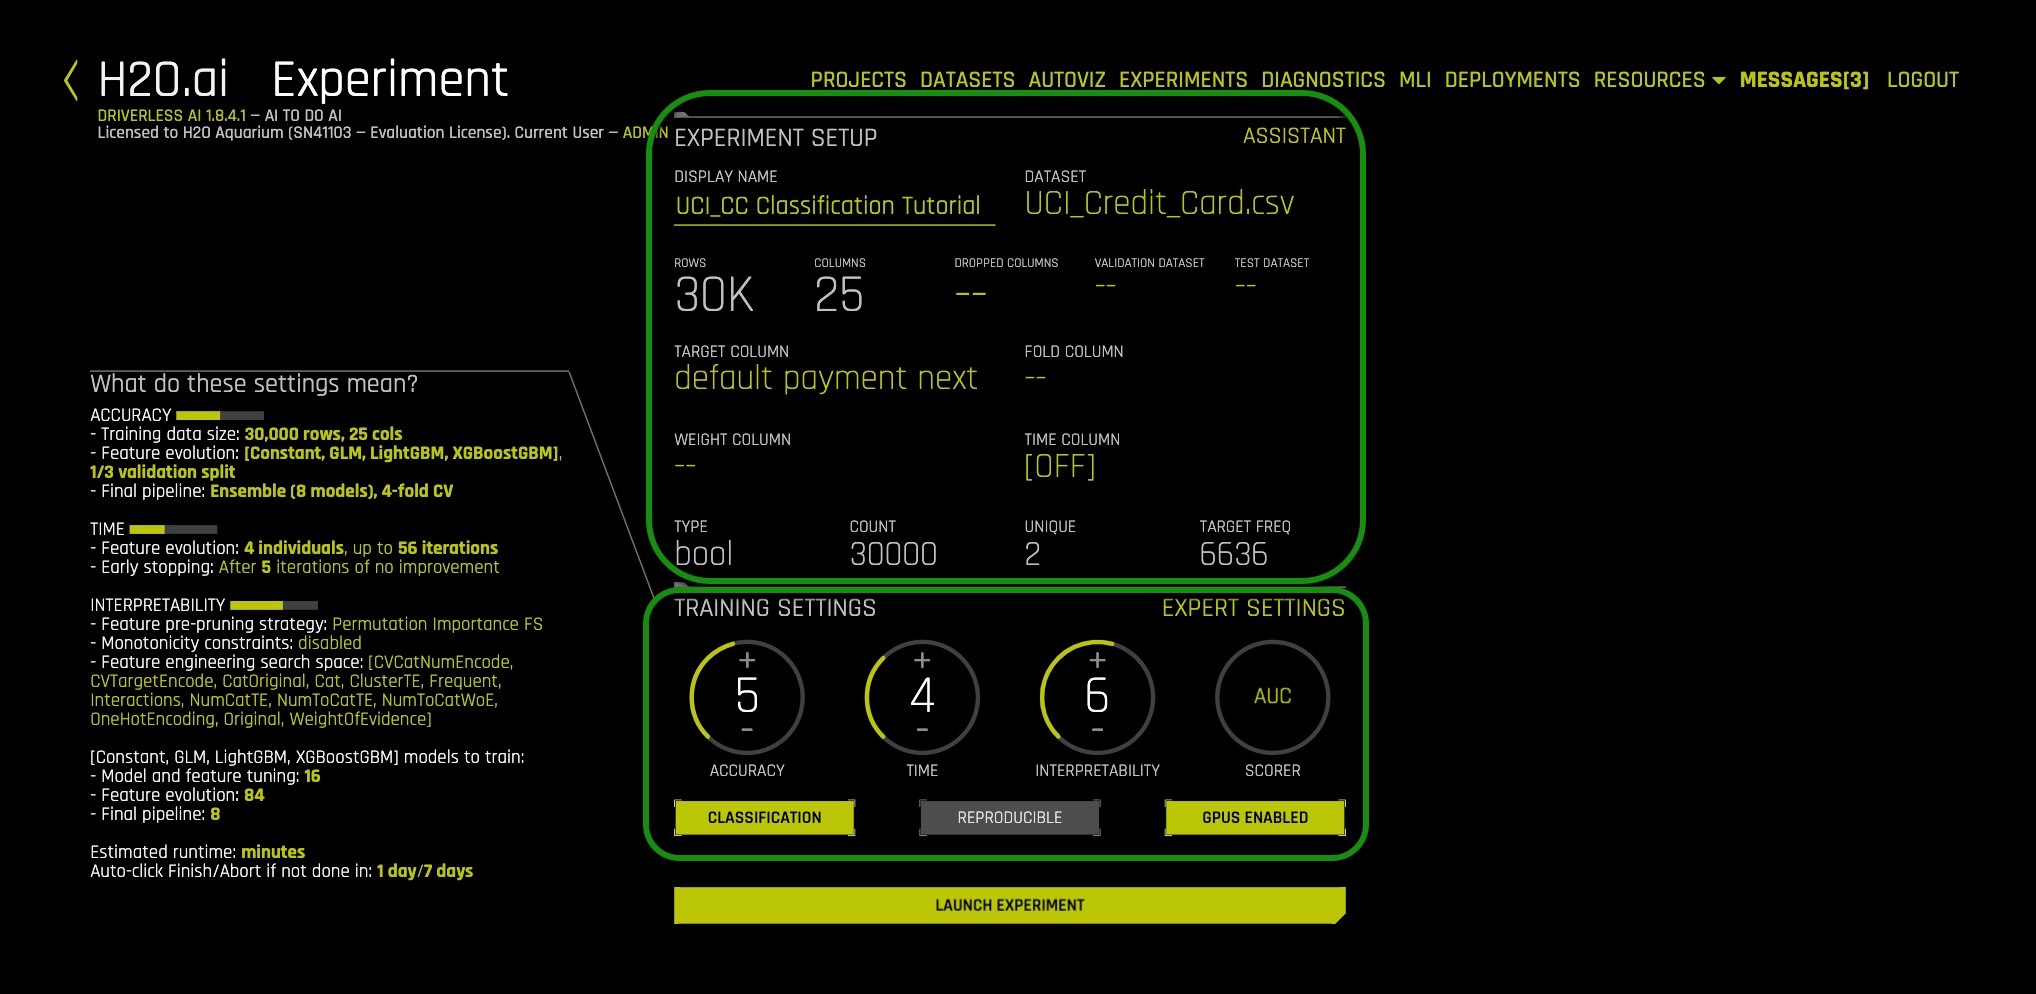 H2O.ai Experiment
DRIVERLESS AI 1.8.4.1 – AI TO DO AI
Licensed to H2O Aquarium (SN41103 – Evaluation License). Current User – ADMIN
PROJECTS DATASETS AUTOVIZ EXPERIMENTS DIAGNOSTICS MLI DEPLOYMENTS RESOURCES MESSAGES[3] LOGOUT
What do these settings mean?
ACCURACY
- Training data size: 30,000 rows, 25 cols
- Feature evolution: [Constant, GLM, LightGBM, XGBoostGBM],
1/3 validation split
- Final pipeline: Ensemble (8 models), 4-fold CV
TIME
- Feature evolution: 4 individuals, up to 56 iterations
- Early stopping: After 5 iterations of no improvement
INTERPRETABILITY
- Feature pre-pruning strategy: Permutation Importance FS
- Monotonicity constraints: disabled
- Feature engineering search space: [CVCatNumEncode,
CVTargetEncode, CatOriginal, Cat, ClusterTE, Frequent,
Interactions, NumCatTE, NumToCatTE, NumToCatWoE,
OneHotEncoding, Original, WeightOfEvidence]
[Constant, GLM, LightGBM, XGBoostGBM] models to train:
- Model and feature tuning: 16
- Feature evolution: 84
- Final pipeline: 8
Estimated runtime: minutes
Auto-click Finish/Abort if not done in: 1 day/7 days
EXPERIMENT SETUP ASSISTANT
DISPLAY NAME DATASET
UCI_CC Classification Tutorial UCI_Credit_Card.csv
ROWS COLUMNS DROPPED COLUMNS VALIDATION DATASET TEST DATASET
30K 25 -- -- --
TARGET COLUMN FOLD COLUMN
default payment next --
WEIGHT COLUMN TIME COLUMN
-- [OFF]
TYPE COUNT UNIQUE TARGET FREQ
bool 30000 2 6636
TRAINING SETTINGS EXPERT SETTINGS
+ + +
5 4 6 AUC
- - -
ACCURACY TIME INTERPRETABILITY SCORER
CLASSIFICATION REPRODUCIBLE GPUS ENABLED
LAUNCH EXPERIMENT